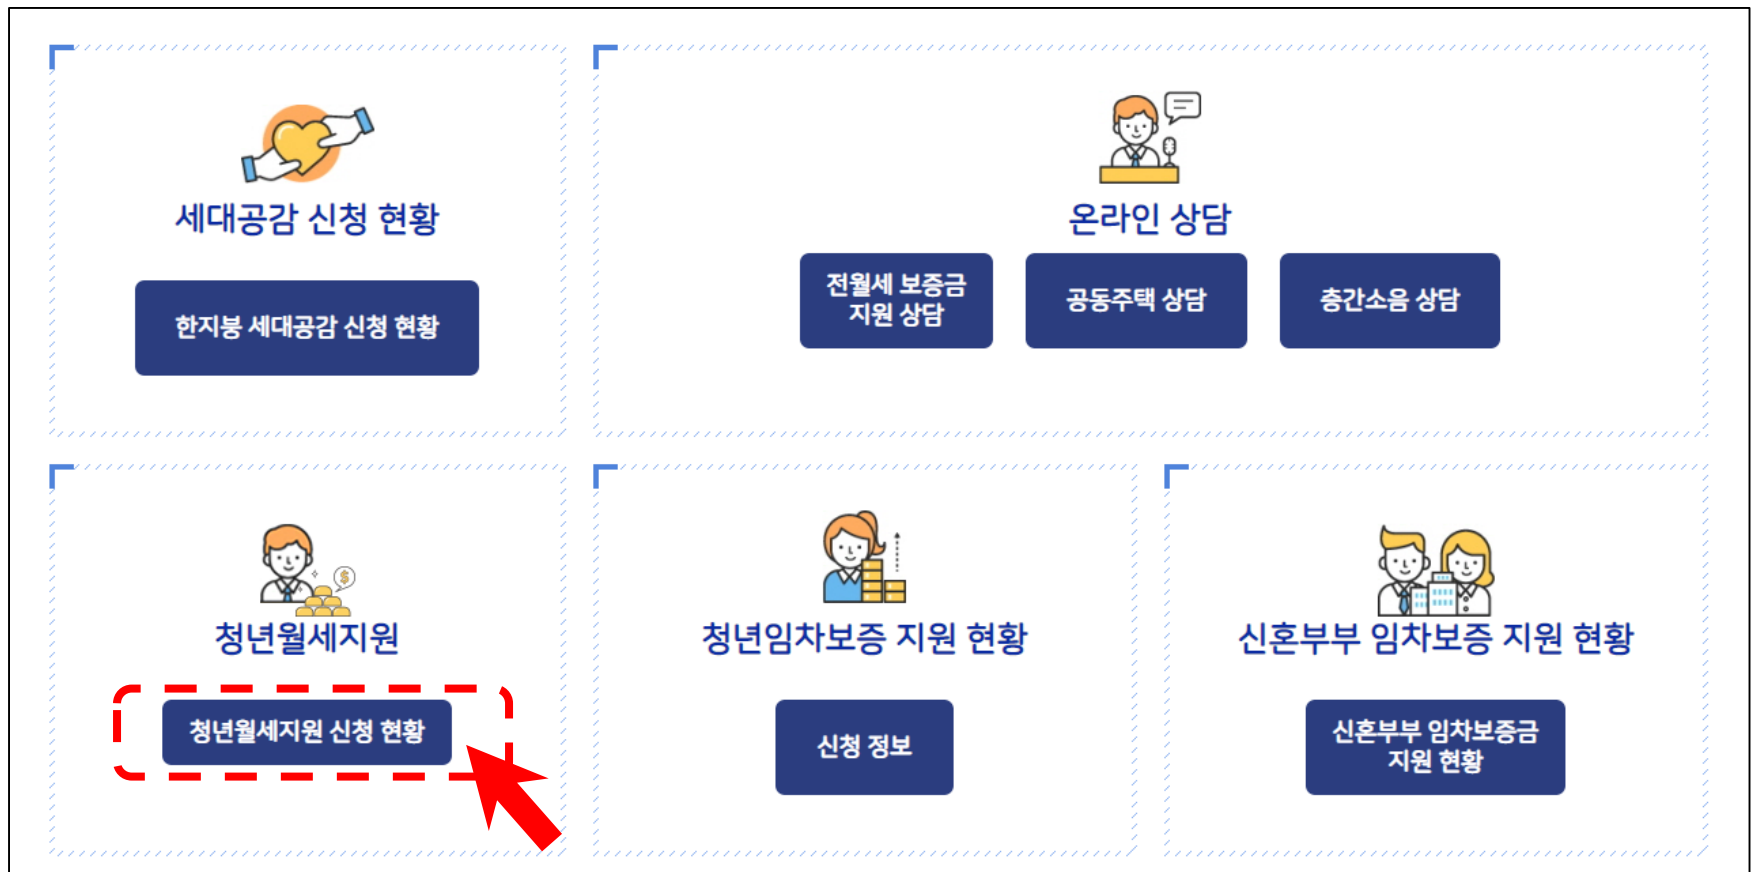 세대공감 신청 현황
한지붕 세대공감 신청 현황
온라인 상담
전월세 보증금
지원 상담
공동주택 상담
층간소음 상담
청년월세지원
청년월세지원 신청 현황
청년임차보증 지원 현황
신청 정보
신혼부부 임차보증 지원 현황
신혼부부 임차보증금
지원 현황